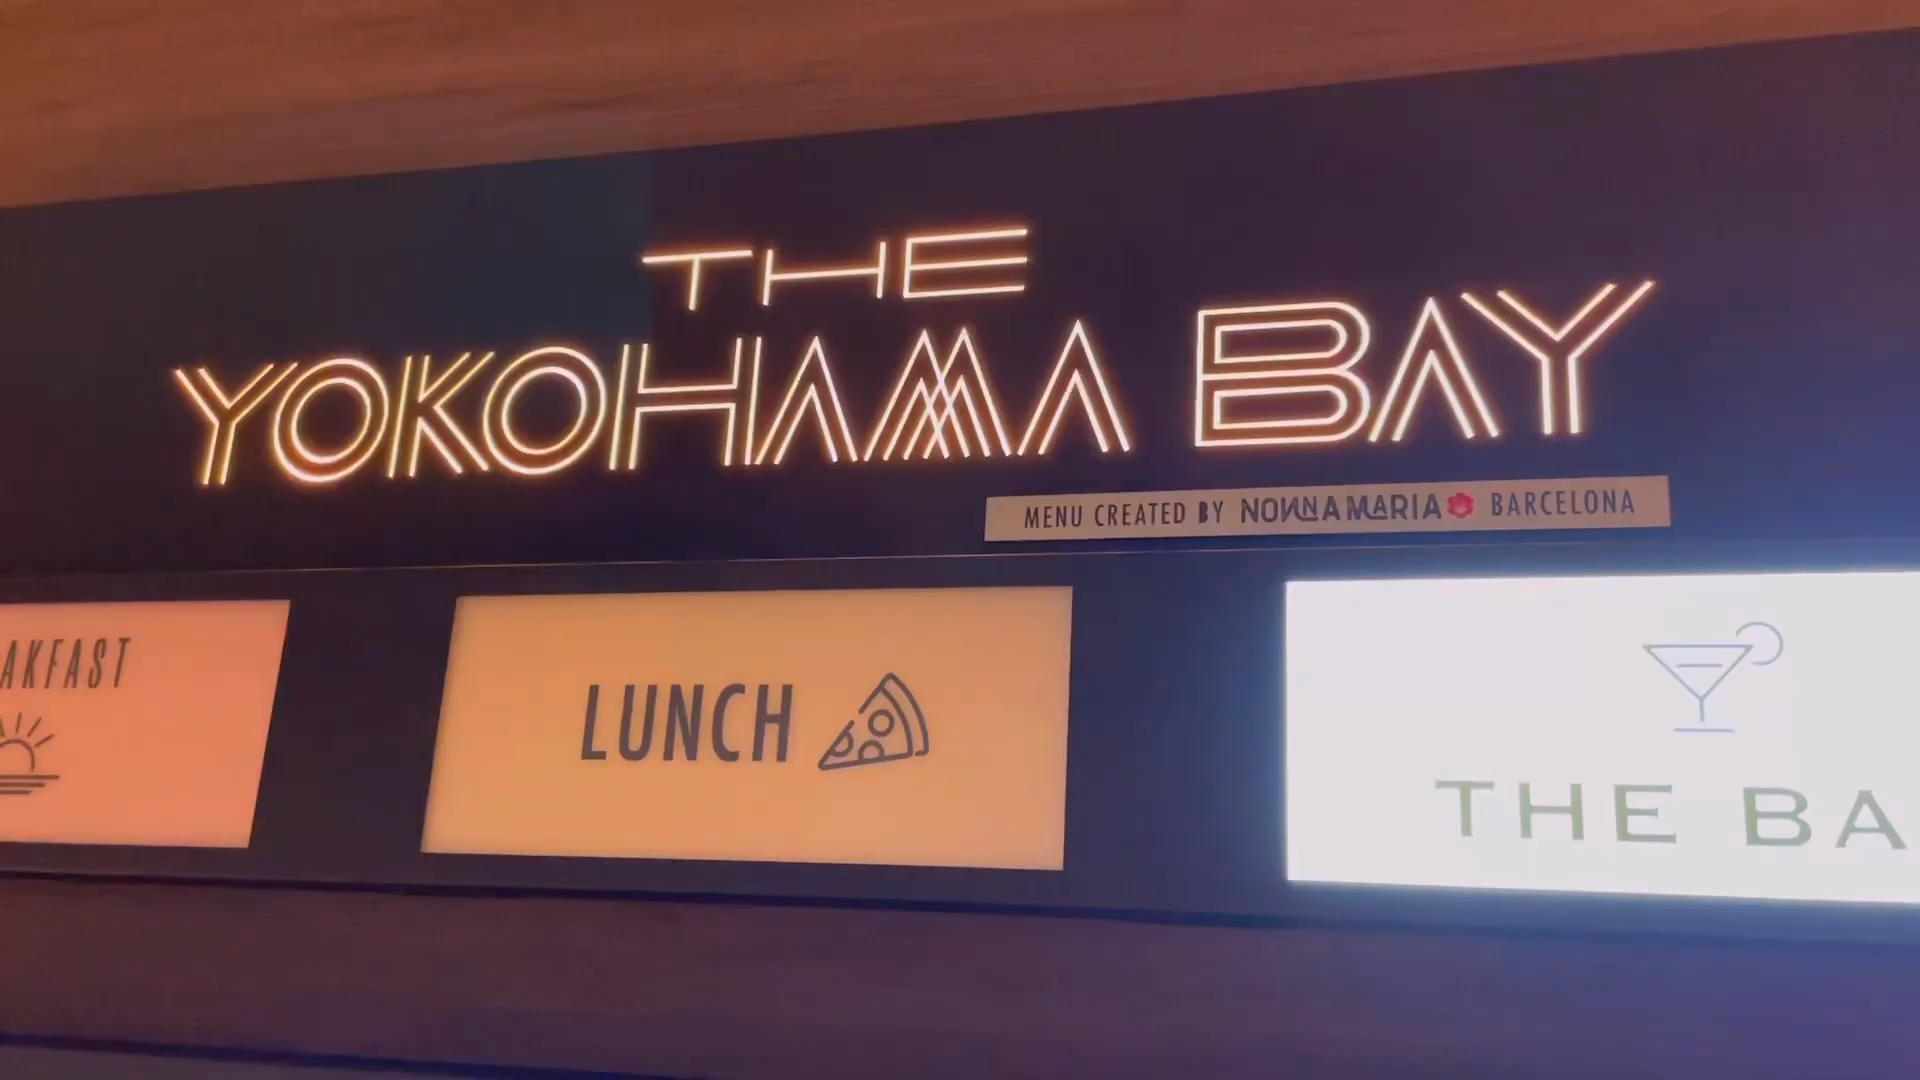 THE
YOKOHAMA BAY
MENU CREATED BY NONNA MARIA BARCELONA
AKFAST
LUNCH
THE BA